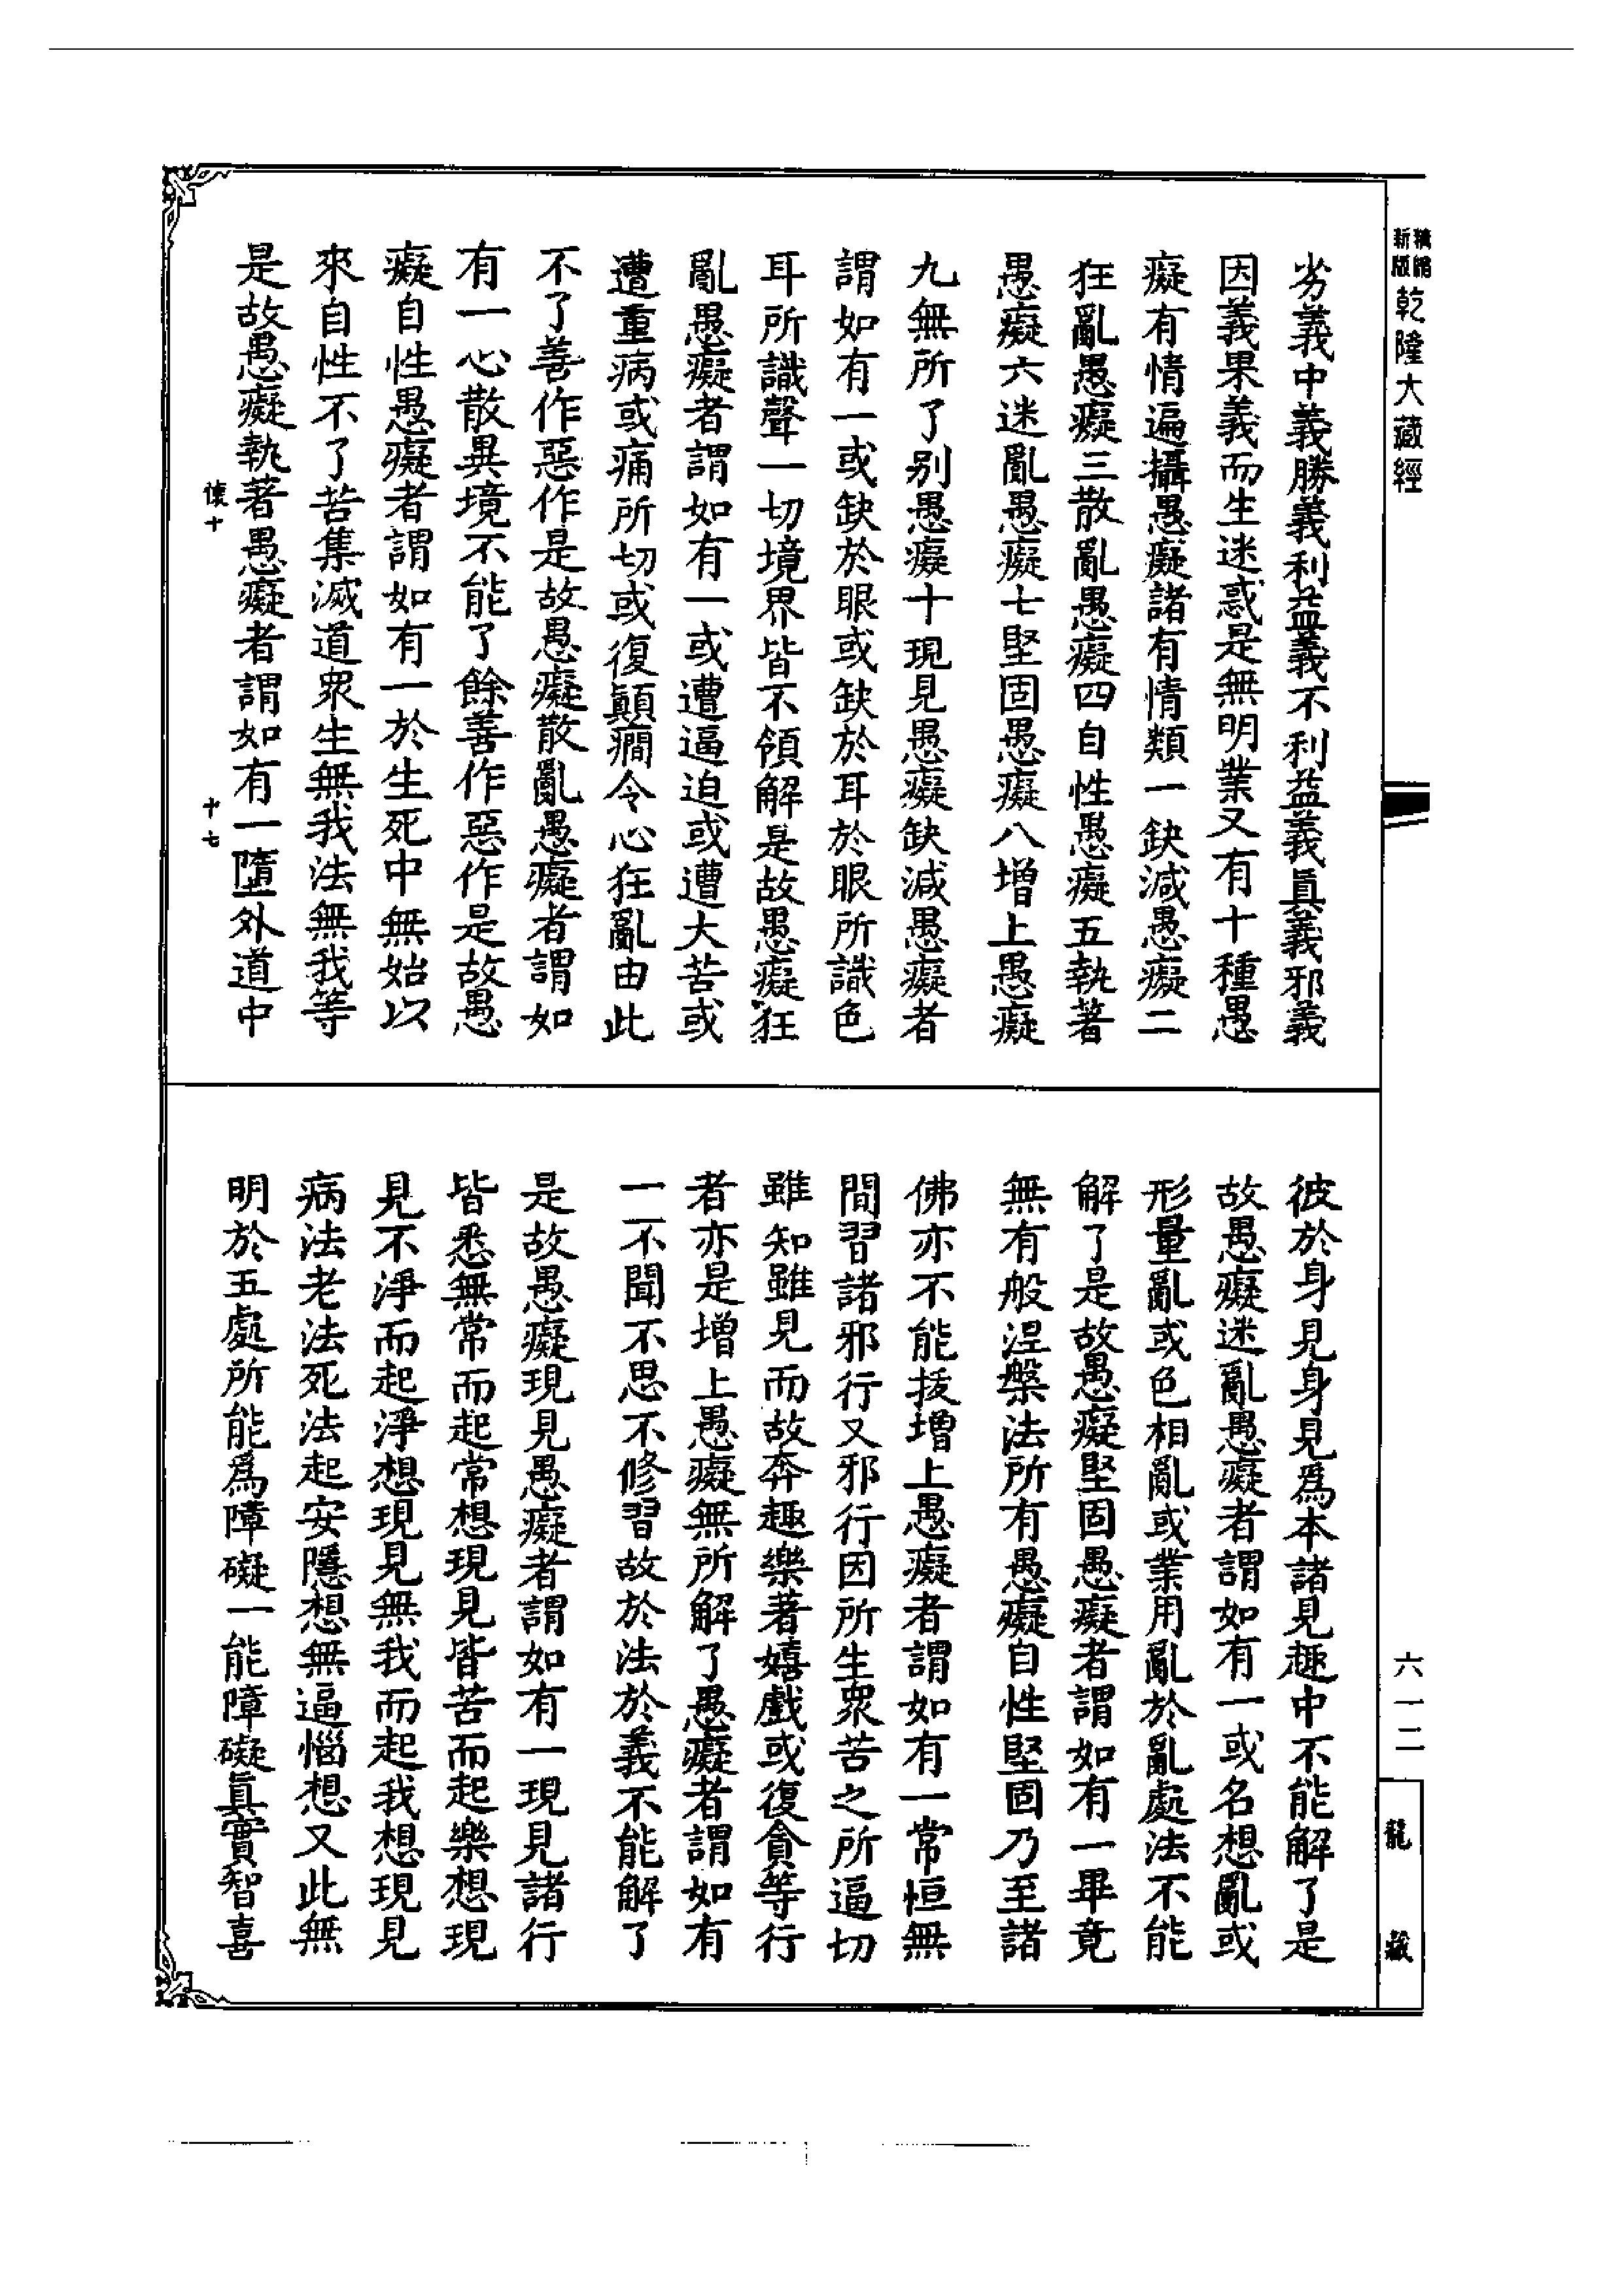 新版 精縮 乾隆大藏經
六一二
龍藏
劣義中義勝義利益義不利益義眞義邪義
因義果義而生迷惑是無明業又有十種愚
癡有情遍攝愚癡諸有情類一缺減愚癡二
狂亂愚癡三散亂愚癡四自性愚癡五執著
愚癡六迷亂愚癡七堅固愚癡八增上愚癡
九無所了別愚癡十現見愚癡缺減愚癡者
謂如有一或缺於眼或缺於耳於眼所識色
耳所識聲一切境界皆不領解是故愚癡狂
亂愚癡者謂如有一或遭逼迫或遭大苦或
遭重病或痛所切或復顚癇令心狂亂由此
不了善作惡作是故愚癡散亂愚癡者謂如
有一心散異境不能了餘善作惡作是故愚
癡自性愚癡者謂如有一於生死中無始以
來自性不了苦集滅道衆生無我法無我等
是故愚癡執著愚癡者謂如有一墮外道中
懷十
十七
彼於身見身見爲本諸見趣中不能解了是
故愚癡迷亂愚癡者謂如有一或名想亂或
形量亂或色相亂或業用亂於亂處法不能
解了是故愚癡堅固愚癡者謂如有一畢竟
無有般涅槃法所有愚癡自性堅固乃至諸
佛亦不能拔增上愚癡者謂如有一常恒無
間習諸邪行又邪行因所生衆苦之所逼切
雖知雖見而故奔趣樂著嬉戲或復貪等行
者亦是增上愚癡無所解了愚癡者謂如有
一不聞不思不修習故於法於義不能解了
是故愚癡現見愚癡者謂如有一現見諸行
皆悉無常而起常想現見皆苦而起樂想現
見不淨而起淨想現見無我而起我想現見
病法老法死法起安隱想無逼惱想又此無
明於五處所能爲障礙一能障礙眞實智喜